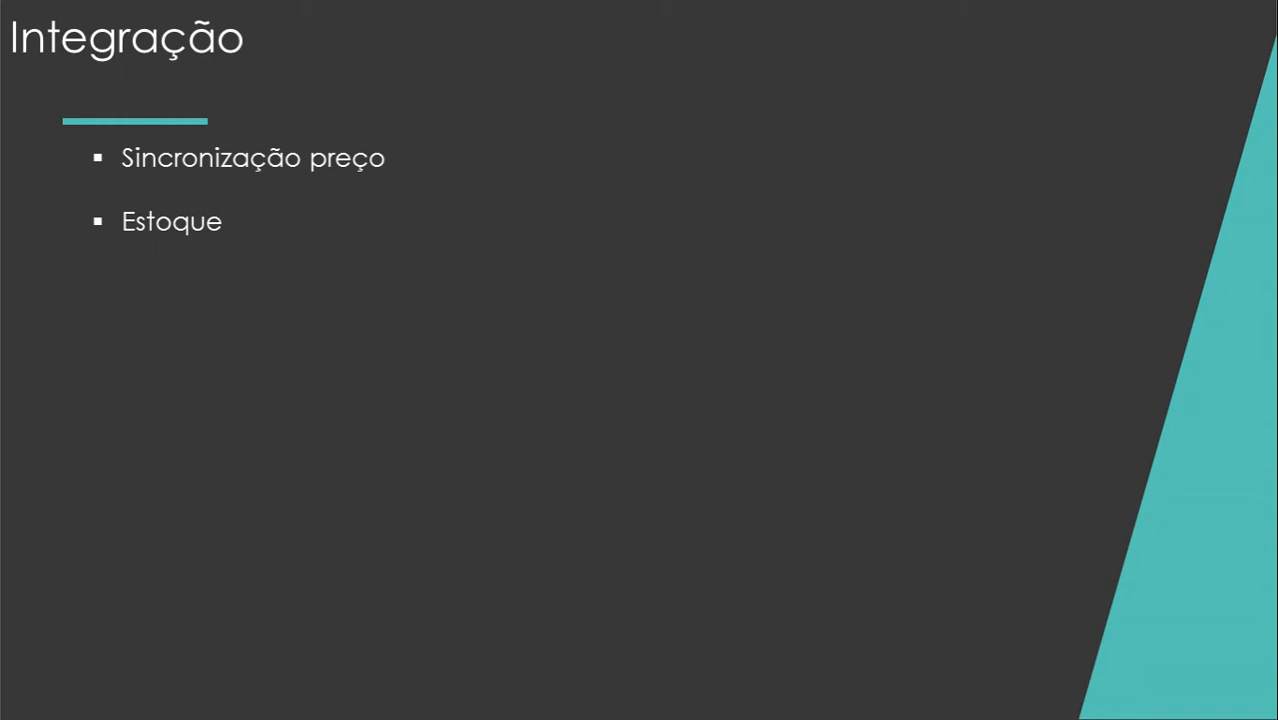 Integração
▪ Sincronização preço
▪ Estoque